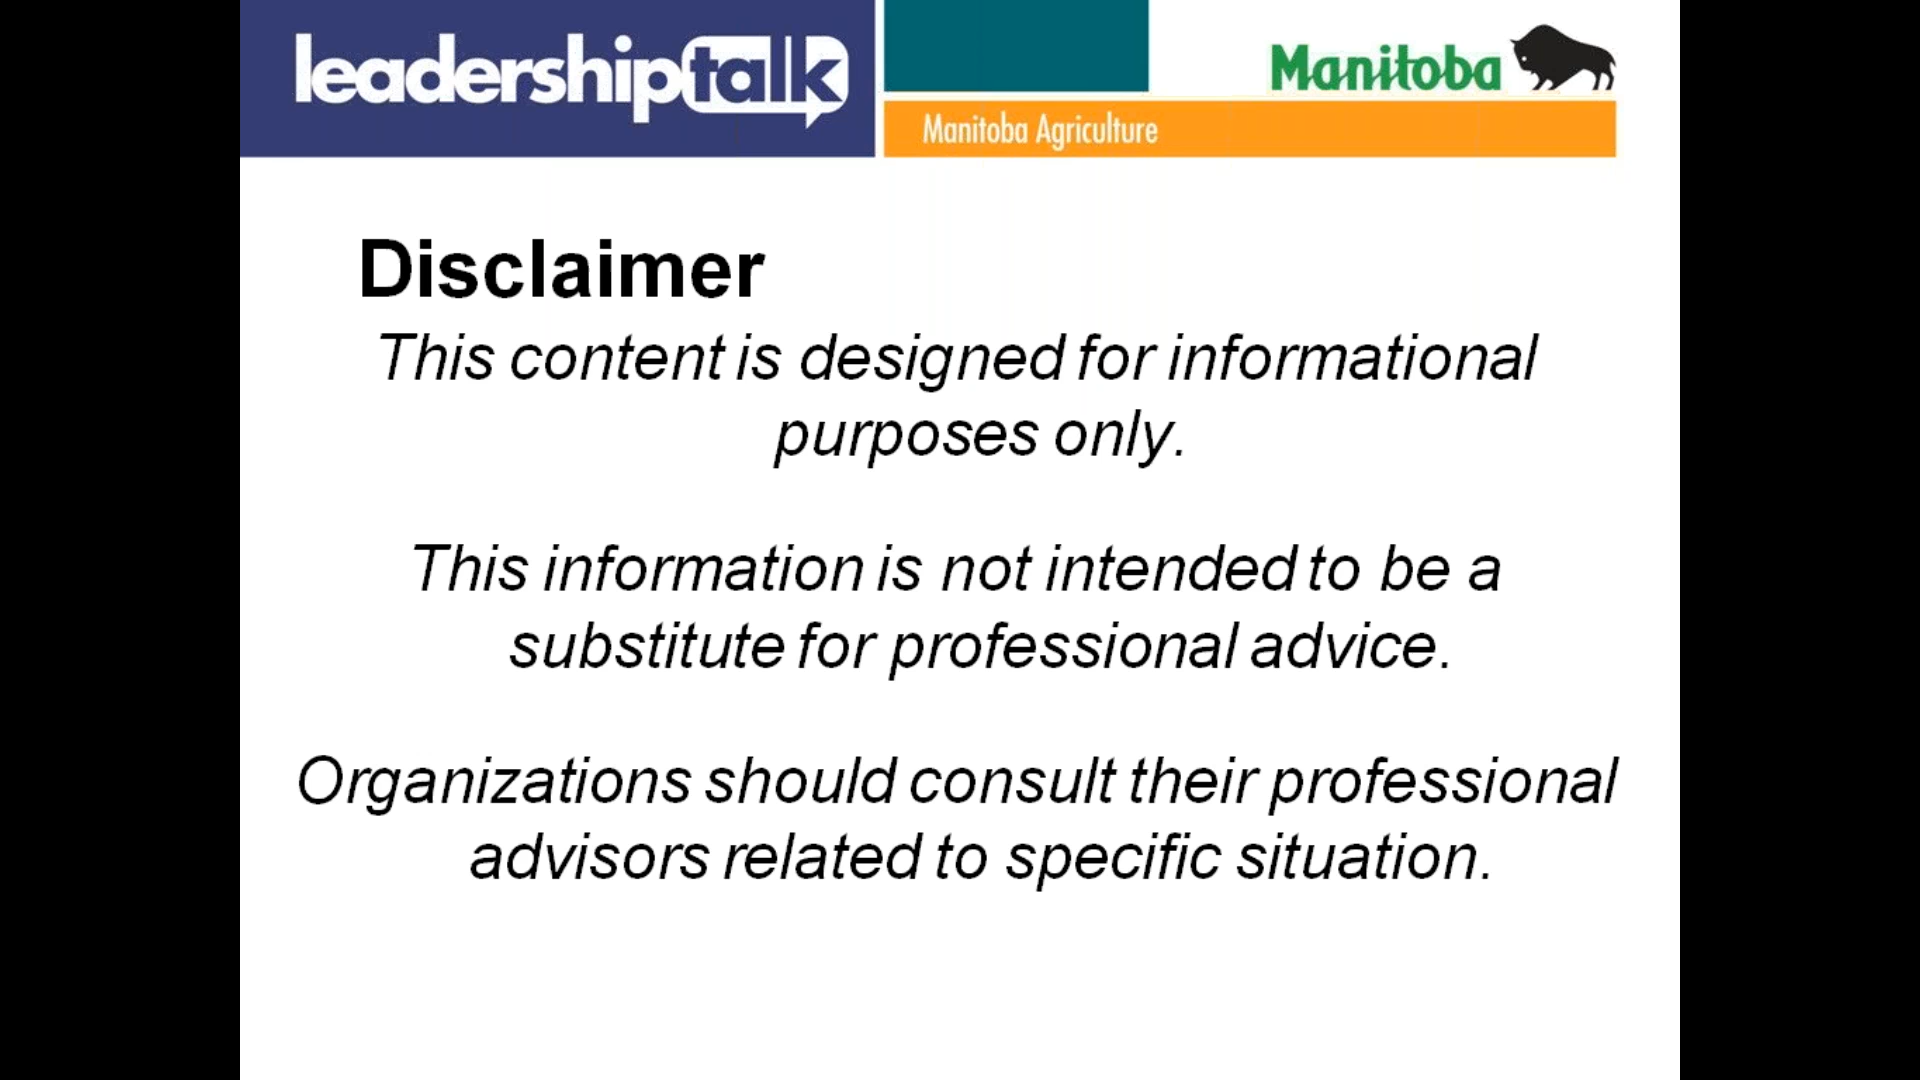 leadershiptalk
Manitoba
Manitoba Agriculture
Disclaimer
This content is designed for informational
purposes only.
This information is not intended to be a
substitute for professional advice.
Organizations should consult their professional
advisors related to specific situation.